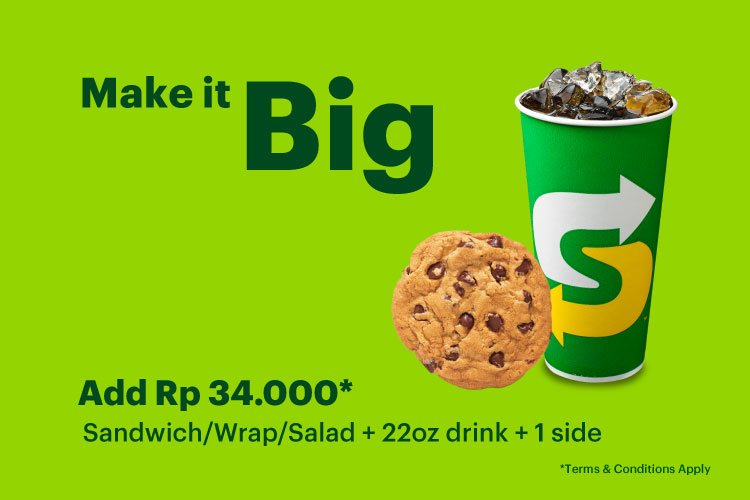 Make it Big
Add Rp 34.000*
Sandwich/Wrap/Salad + 22oz drink + 1 side
*Terms & Conditions Apply